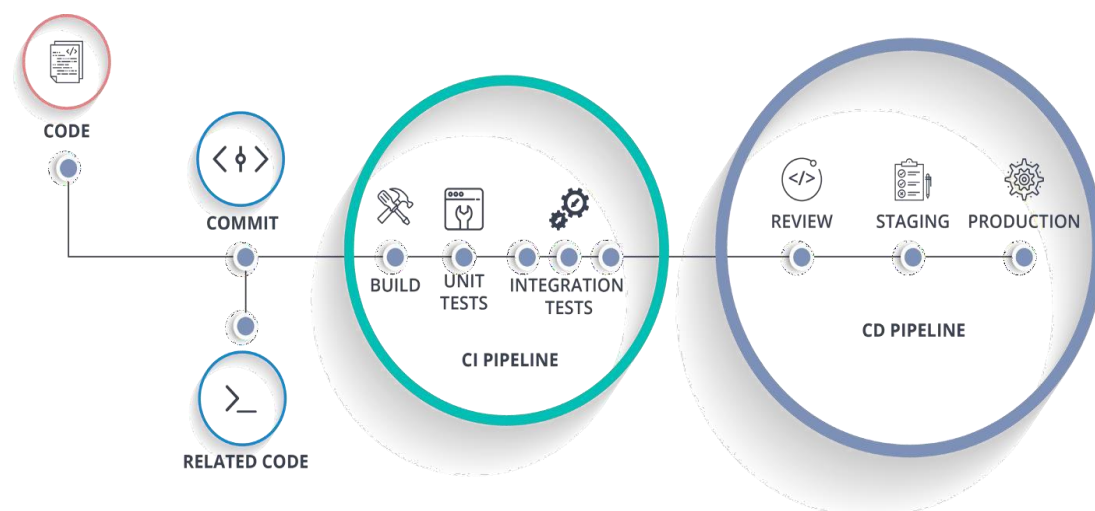 CODE
COMMIT
RELATED CODE
BUILD
UNIT
TESTS
INTEGRATION
TESTS
CI PIPELINE
REVIEW
STAGING
PRODUCTION
CD PIPELINE